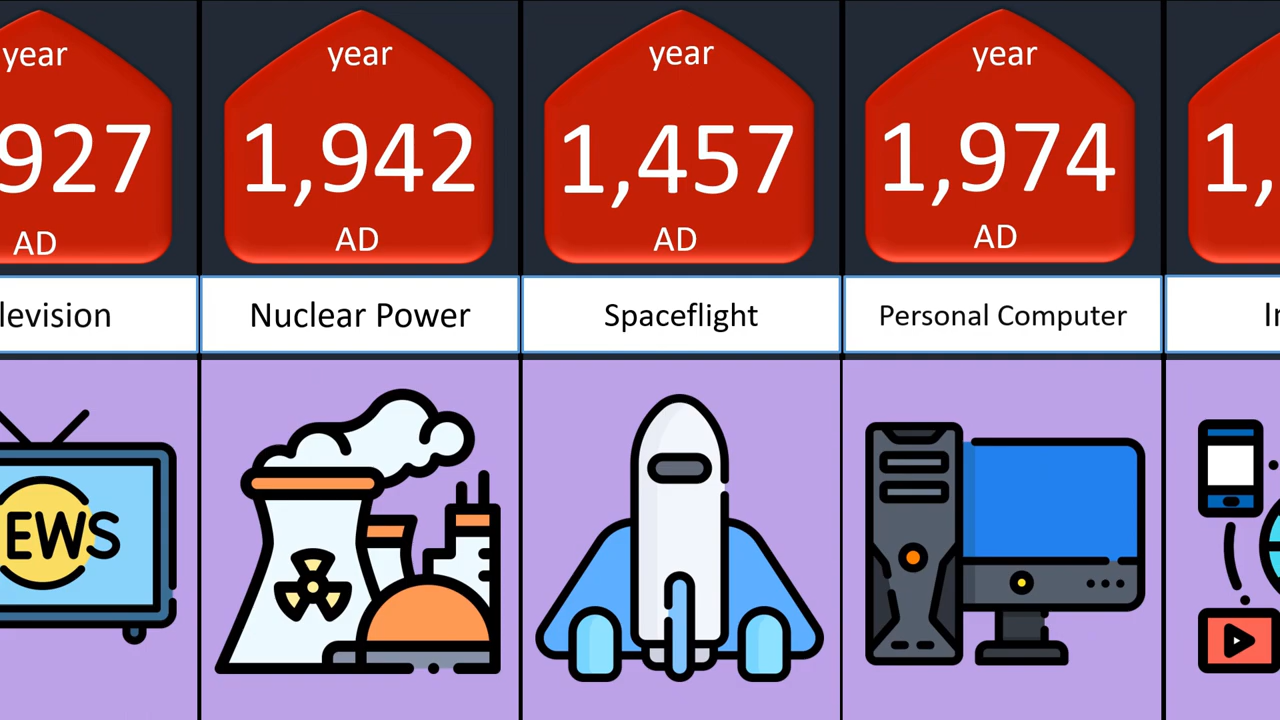 year
927
AD
levision
EWS
year
1,942
AD
Nuclear Power
year
1,457
AD
Spaceflight
year
1,974
AD
Personal Computer
1,